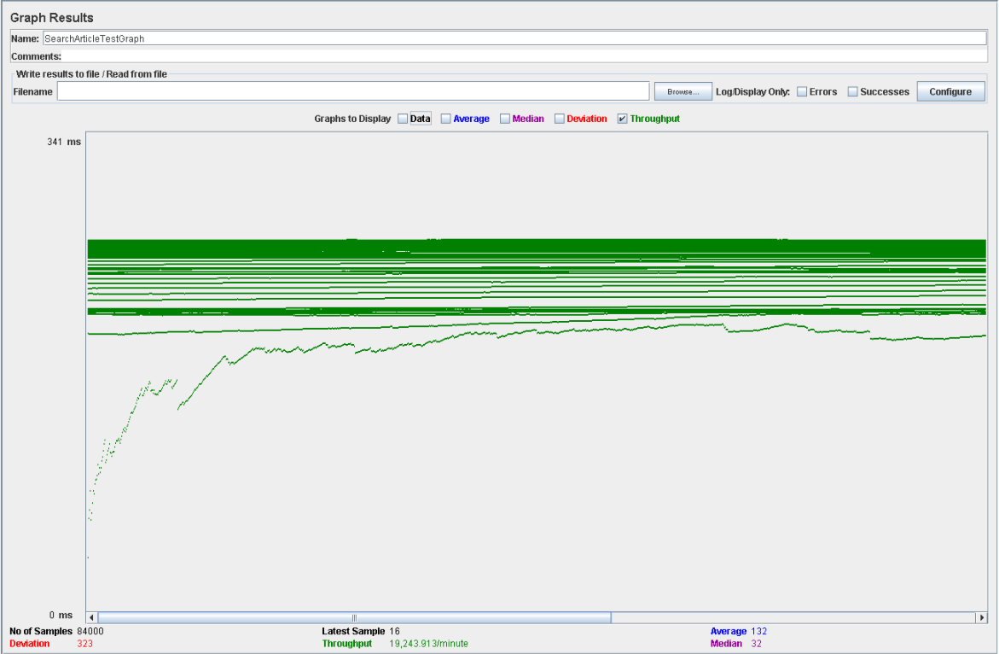 Graph Results
Name: SearchArticleTestGraph
Comments:
Write results to file / Read from file
Filename Browse... Log/Display Only: Errors Successes Configure
Graphs to Display Data Average Median Deviation Throughput
341 ms
0 ms
No of Samples 84000 Latest Sample 16 Average 132
Deviation 323 Throughput 19,243.913/minute Median 32